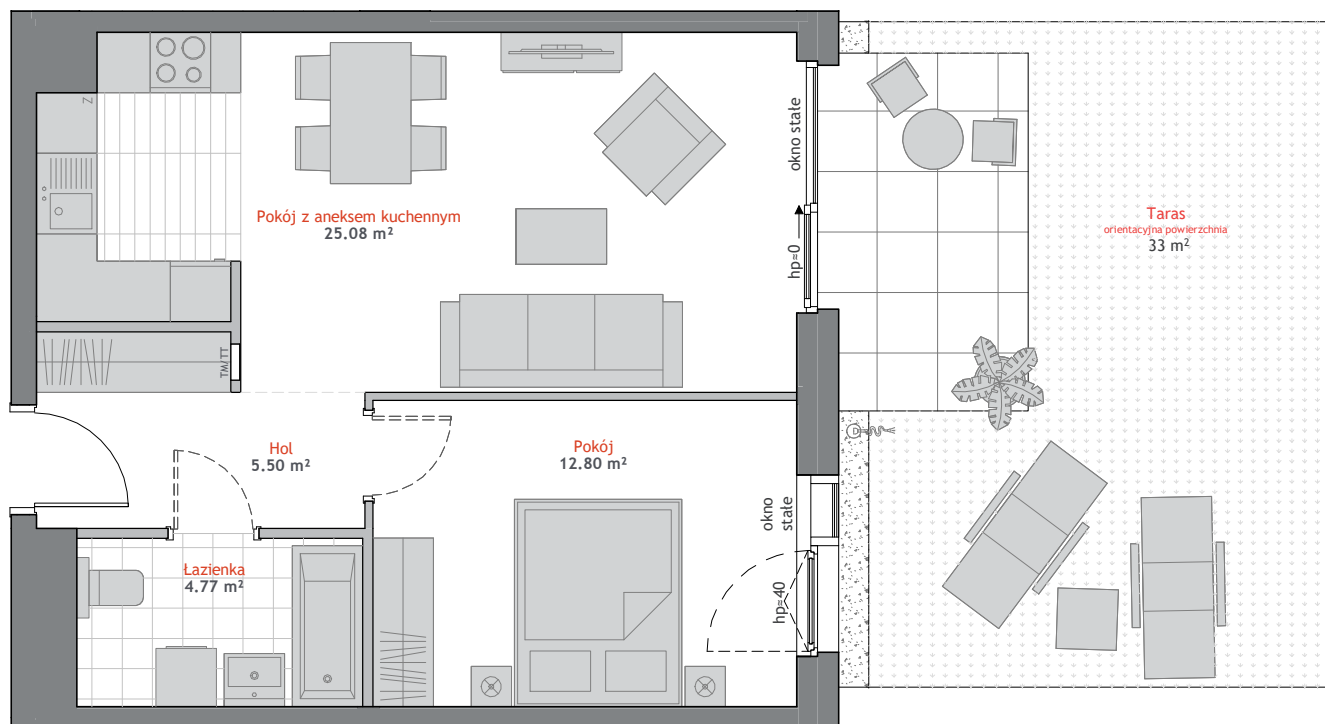 Z
okno stałe
Pokój z aneksem kuchennym
25.08 m²
hp≈0
Taras
orientacyjna powierzchnia
33 m²
TM/TT
Hol
5.50 m²
Pokój
12.80 m²
okno
stałe
Łazienka
4.77 m²
hp≈40